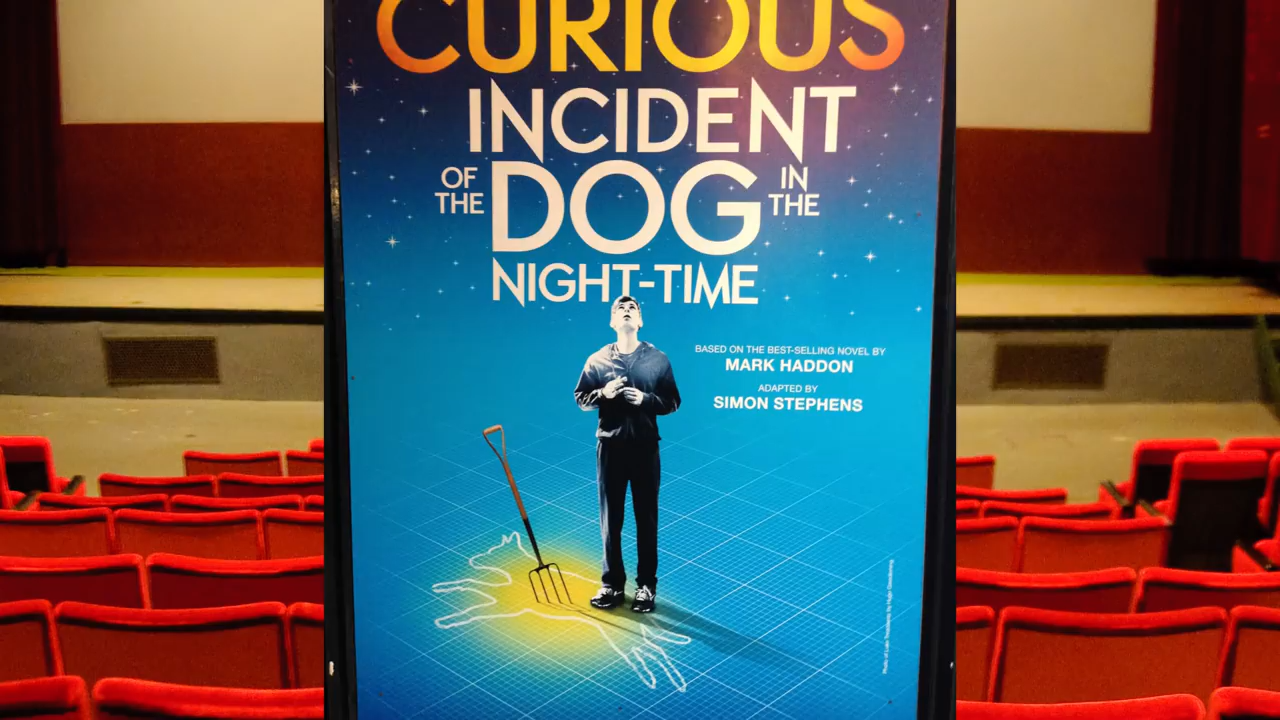 CURIOUS
INCIDENT
OF THE DOG IN THE
NIGHT-TIME
BASED ON THE BEST-SELLING NOVEL BY
MARK HADDON
ADAPTED BY
SIMON STEPHENS